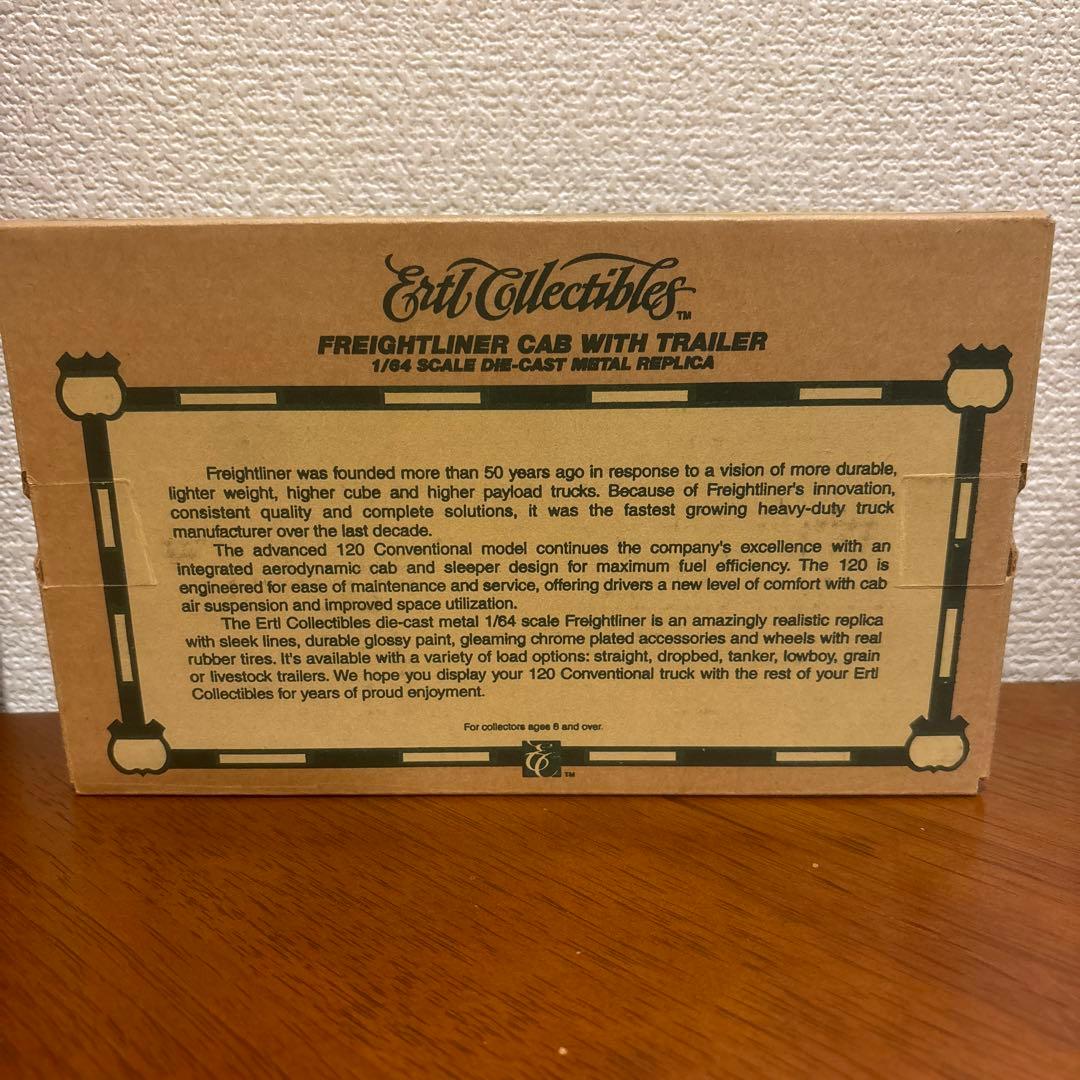 Ertl Collectibles™
FREIGHTLINER CAB WITH TRAILER
1/64 SCALE DIE-CAST METAL REPLICA
Freightliner was founded more than 50 years ago in response to a vision of more durable,
lighter weight, higher cube and higher payload trucks. Because of Freightliner's innovation,
consistent quality and complete solutions, it was the fastest growing heavy-duty truck
manufacturer over the last decade.
The advanced 120 Conventional model continues the company's excellence with an
integrated aerodynamic cab and sleeper design for maximum fuel efficiency. The 120 is
engineered for ease of maintenance and service, offering drivers a new level of comfort with cab
air suspension and improved space utilization.
The Ertl Collectibles die-cast metal 1/64 scale Freightliner is an amazingly realistic replica
with sleek lines, durable glossy paint, gleaming chrome plated accessories and wheels with real
rubber tires. It's available with a variety of load options: straight, dropbed, tanker, lowboy, grain
or livestock trailers. We hope you display your 120 Conventional truck with the rest of your Ertl
Collectibles for years of proud enjoyment.
For collectors ages 8 and over.
E™